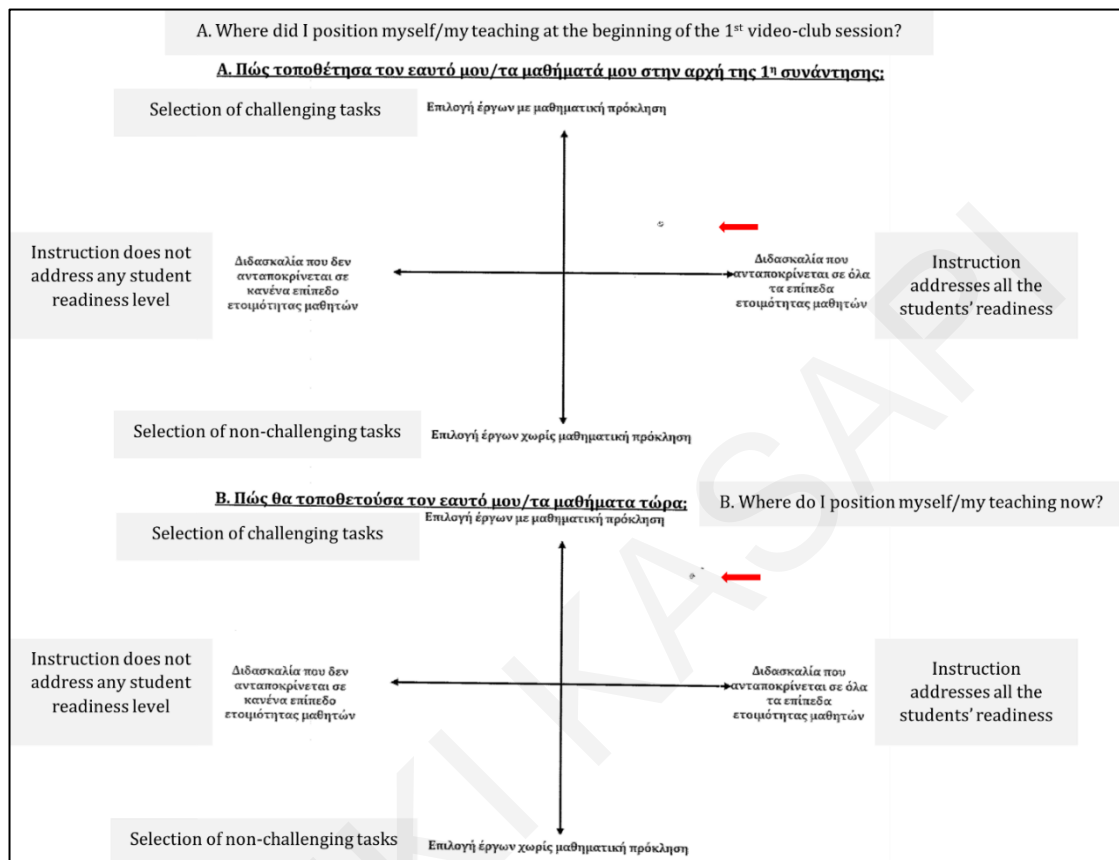 A. Where did I position myself/my teaching at the beginning of the 1st video-club session?
Α. Πώς τοποθέτησα τον εαυτό μου/τα μαθήματά μου στην αρχή της 1η συνάντησης;
Selection of challenging tasks
Επιλογή έργων με μαθηματική πρόκληση
Instruction does not
address any student
readiness level
Διδασκαλία που δεν
ανταποκρίνεται σε
κανένα επίπεδο
ετοιμότητας μαθητών
Διδασκαλία που
ανταποκρίνεται σε όλα
τα επίπεδα
ετοιμότητας μαθητών
Instruction
addresses all the
students' readiness
Selection of non-challenging tasks
Επιλογή έργων χωρίς μαθηματική πρόκληση
Β. Πώς θα τοποθετούσα τον εαυτό μου/τα μαθήματα τώρα;
B. Where do I position myself/my teaching now?
Selection of challenging tasks
Επιλογή έργων με μαθηματική πρόκληση
Instruction does not
address any student
readiness level
Διδασκαλία που δεν
ανταποκρίνεται σε
κανένα επίπεδο
ετοιμότητας μαθητών
Διδασκαλία που
ανταποκρίνεται σε όλα
τα επίπεδα
ετοιμότητας μαθητών
Instruction
addresses all the
students' readiness
Selection of non-challenging tasks
Επιλογή έργων χωρίς μαθηματική πρόκληση
KI KASAPI